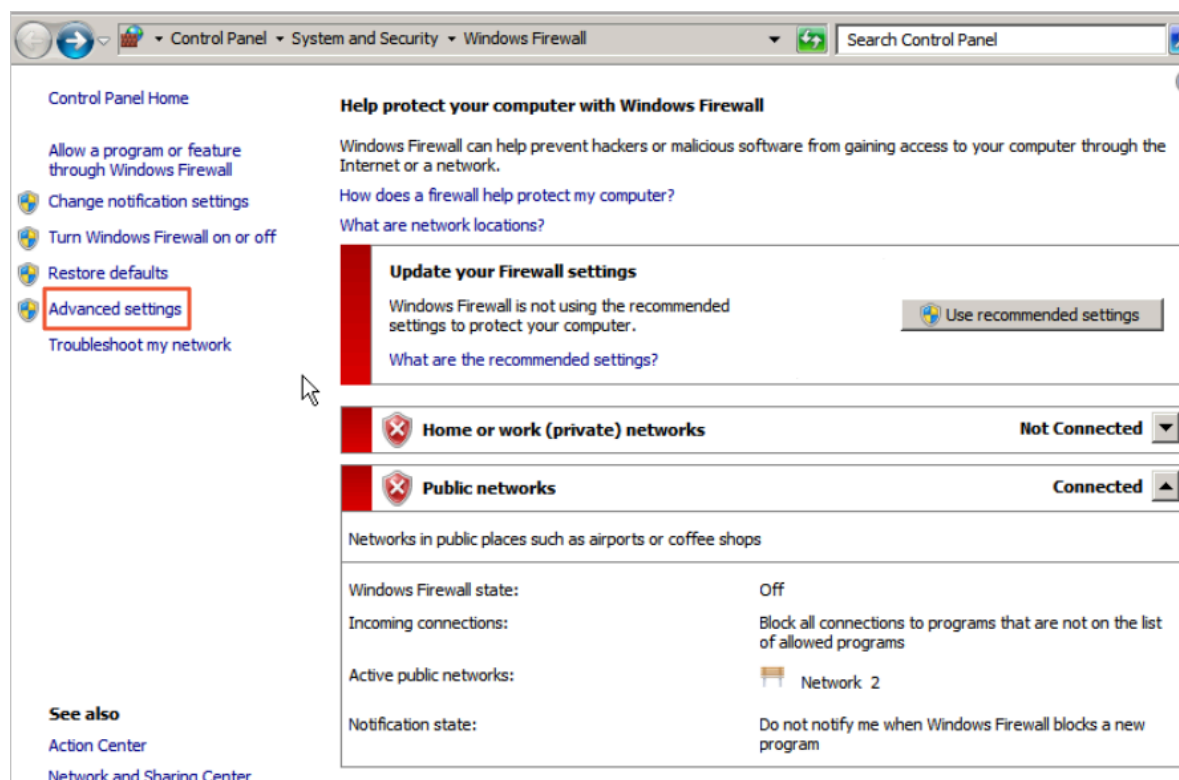 Control Panel System and Security Windows Firewall
Search Control Panel
Control Panel Home
Allow a program or feature
through Windows Firewall
Change notification settings
Turn Windows Firewall on or off
Restore defaults
Advanced settings
Troubleshoot my network
See also
Action Center
Network and Sharing Center
Help protect your computer with Windows Firewall
Windows Firewall can help prevent hackers or malicious software from gaining access to your computer through the
Internet or a network.
How does a firewall help protect my computer?
What are network locations?
Update your Firewall settings
Windows Firewall is not using the recommended
settings to protect your computer.
Use recommended settings
What are the recommended settings?
Home or work (private) networks Not Connected
Public networks Connected
Networks in public places such as airports or coffee shops
Windows Firewall state: Off
Incoming connections: Block all connections to programs that are not on the list
of allowed programs
Active public networks: Network 2
Notification state: Do not notify me when Windows Firewall blocks a new
program